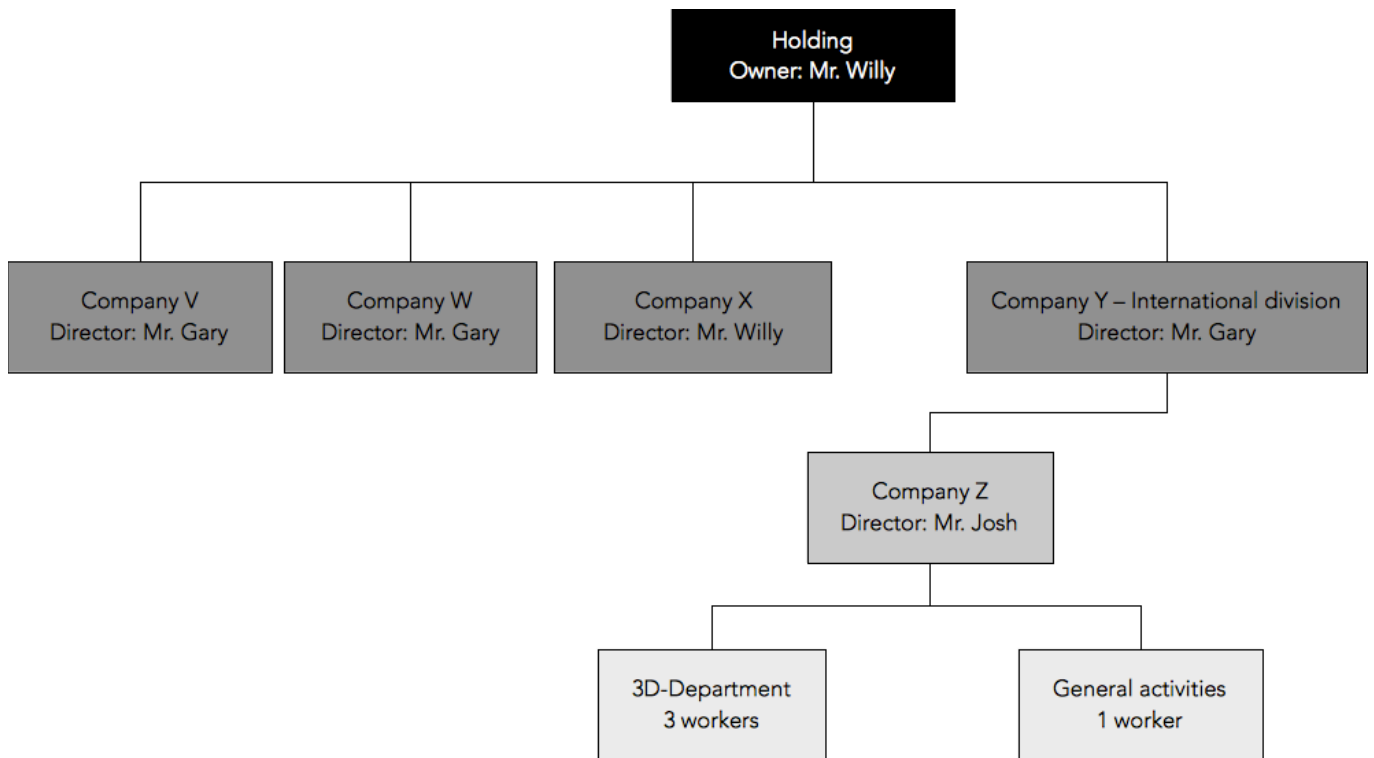 Holding
Owner: Mr. Willy
Company V
Director: Mr. Gary
Company W
Director: Mr. Gary
Company X
Director: Mr. Willy
Company Y – International division
Director: Mr. Gary
Company Z
Director: Mr. Josh
3D-Department
3 workers
General activities
1 worker